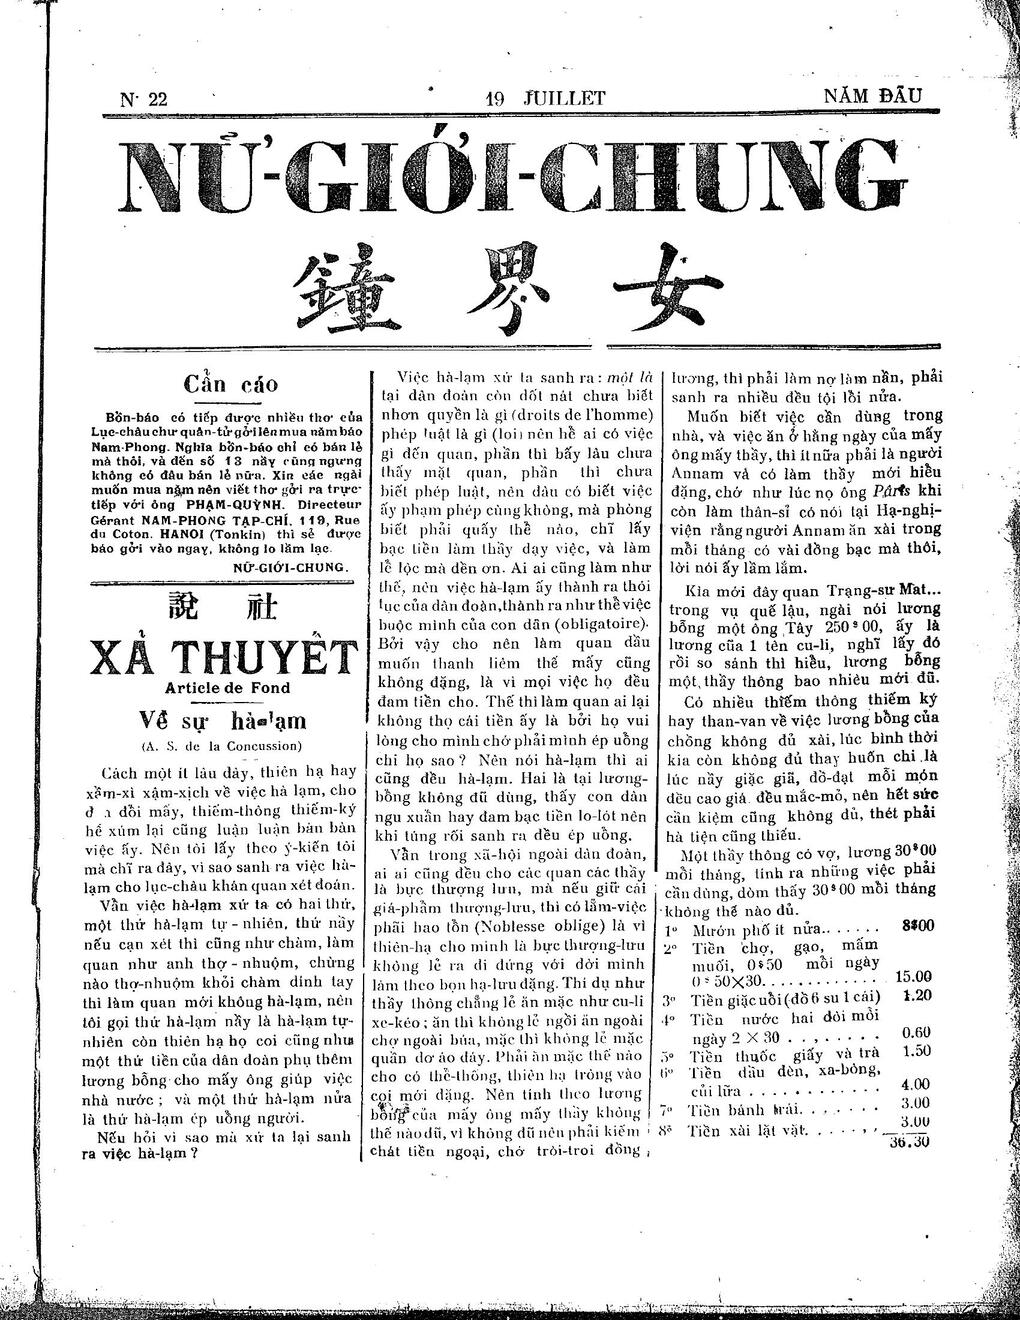 N· 22
19 JUILLET
NĂM ĐẦU
NỮ-GIỚI-CHUNG
鐘 界 女
Cẩn cáo
Bổn-báo có tiếp được nhiều thơ của
Lục-châu chư quân-tử gởi lên mua năm báo
Nam-Phong. Nghĩa bổn-báo chỉ có bán lẻ
mà thôi, và đến số 13 nầy cũng ngưng
không có đâu bán lẻ nữa. Xin các ngài
muốn mua năm nên viết thơ gởi ra trực-
tiếp với ông PHẠM-QUỲNH. Directeur
Gérant NAM-PHONG TẠP-CHÍ, 119, Rue
du Coton. HANOI (Tonkin) thì sẻ được
báo gởi vào ngay, không lo lầm lạc.
NỮ-GIỚI-CHUNG.
說 社
XẢ THUYẾT
Article de Fond
Về sự hà-lạm
(A. S. de la Concussion)
Cách một ít lâu đây, thiên hạ hay
xầm-xì xậm-xịch về việc hà lạm, cho
đổi mấy, thiếm-thông thiếm-ký
hề xúm lại cũng luận luận bàn bàn
việc ấy. Nên tôi lấy theo ý-kiến tôi
mà chỉ ra đây, vì sao sanh ra việc hà-
lạm cho lục-châu khán quan xét đoán.
Vẫn việc hà-lạm xứ ta có hai thứ,
một thứ hà-lạm tự-nhiên, thứ nầy
nếu cạn xét thì cũng như chàm, làm
quan như anh thợ-nhuộm, chừng
nào thợ-nhuộm khỏi chàm dính tay
thì làm quan mới không hà-lạm, nên
tôi gọi thứ hà-lạm nầy là hà-lạm tự-
nhiên còn thiên hạ họ coi cũng như
một thứ tiền của dân đoàn phụ thêm
lương bổng cho mấy ông giúp việc
nhà nước ; và một thứ hà-lạm nữa
là thứ hà-lạm ép uổng người.
Nếu hỏi vì sao mà xứ ta lại sanh
ra việc hà-lạm ?
Việc hà-lạm xứ ta sanh ra : một là
tại dân đoàn còn dốt nát chưa biết
nhơn quyền là gì (droits de l'homme)
phép luật là gì (loi) nên hể ai có việc
gì đến quan, phần thì bấy lâu chưa
thấy mặt quan, phần thì chưa
biết phép luật, nên dầu có biết việc
ấy phạm phép cùng không, mà phòng
biết phải quấy thể nào, chĩ lấy
bạc tiền làm thầy dạy việc, và làm
lễ lộc mà đền ơn. Ai ai cũng làm như
thế, nên việc hà-lạm ấy thành ra thói
tục của dân đoàn, thành ra như thể việc
buộc mình của con dân (obligatoire).
Bởi vậy cho nên làm quan dầu
muốn thanh liêm thế mấy cũng
không dặng, là vì mọi việc họ đều
đam tiền cho. Thế thì làm quan ai lại
không thọ cái tiền ấy là bởi họ vui
lòng cho mình chớ phải mình ép uổng
chi họ sao ? Nên nói hà-lạm thì ai
cũng đều hà-lạm. Hai là tại lương-
bổng không đũ dùng, thấy con dân
ngu xuẩn hay đam bạc tiền lo-lót nên
khi túng rối sanh ra đều ép uổng.
Vẫn trong xã-hội ngoài dân đoàn,
ai ai cũng đều cho các quan các thầy
là bực thượng lưu, mà nếu giữ cái
giá-phẩm thượng-lưu, thì có lắm-việc
phãi hao tổn (Noblesse oblige) là vì
thiên-hạ cho mình là bực thượng-lưu
không lẻ ra đi đứng với đời mình
làm theo bọn hạ-lưu dặng. Thí dụ như
thầy thông chẳng lẻ ăn mặc như cu-li
xe-kéo ; ăn thì không lẻ ngồi ăn ngoài
chợ ngoài búa, mặc thì không lẻ mặc
quần dơ áo dáy. Phải ăn mặc thế nào
cho có thể-thống, thiên hạ trông vào
coi mới dặng. Nên tính theo lương
bổng của mấy ông mấy thầy không
thế nào đũ, vì không đũ nên phải kiếm
chát tiền ngoại, chớ trôi-troi đồng
lương, thì phải làm nợ làm nần, phải
sanh ra nhiều đều tội lỗi nữa.
Muốn biết việc cần dùng trong
nhà, và việc ăn ở hằng ngày của mấy
ông mấy thầy, thì ít nữa phải là người
Annam và có làm thầy mới hiểu
dặng, chớ như lúc nọ ông Pâris khi
còn làm thân-sĩ có nói tại Hạ-nghị-
viện rằng người Annam ăn xài trong
mỗi tháng có vài đồng bạc mà thôi,
lời nói ấy lầm lắm.
Kìa mới đây quan Trạng-sư Mat...
trong vụ quế lậu, ngài nói lương
bổng một ông Tây 250$00, ấy là
lương của 1 tên cu-li, nghĩ lấy đó
rồi so sánh thì hiểu, lương bổng
một thầy thông bao nhiêu mới đũ.
Có nhiều thiếm thông thiếm ký
hay than-van về việc lương bổng của
chồng không đủ xài, lúc bình thời
kia còn không đủ thay huốn chi là
lúc nầy giặc giã, đồ-đạt mỗi món
đều cao giá đều mắc-mỏ, nên hết sức
cần kiệm cũng không đủ, thét phải
hà tiện cũng thiếu.
Một thầy thông có vợ, lương 30$00
mỗi tháng, tính ra những việc phải
cần dùng, dòm thấy 30$00 mỗi tháng
không thể nào đủ.
1º Mướn phố ít nữa. . . . . . 8$00
2º Tiền chợ, gạo, mắm
muối, 0$50 mỗi ngày
0$50×30. . . . . . . . . . . . 15.00
3º Tiền giặc uổi (đồ 6 su 1 cái) 1.20
4º Tiền nước hai đôi mỗi
ngày 2 × 30 . . . . . . . . . 0.60
5º Tiền thuốc giấy và trà 1.50
6º Tiền dầu đèn, xa-bông,
củi lửa . . . . . . . . . . . . 4.00
7º Tiền bánh trái. . . . . . . 3.00
8º Tiền xài lặt vặt. . . . . . 3.00
36.30